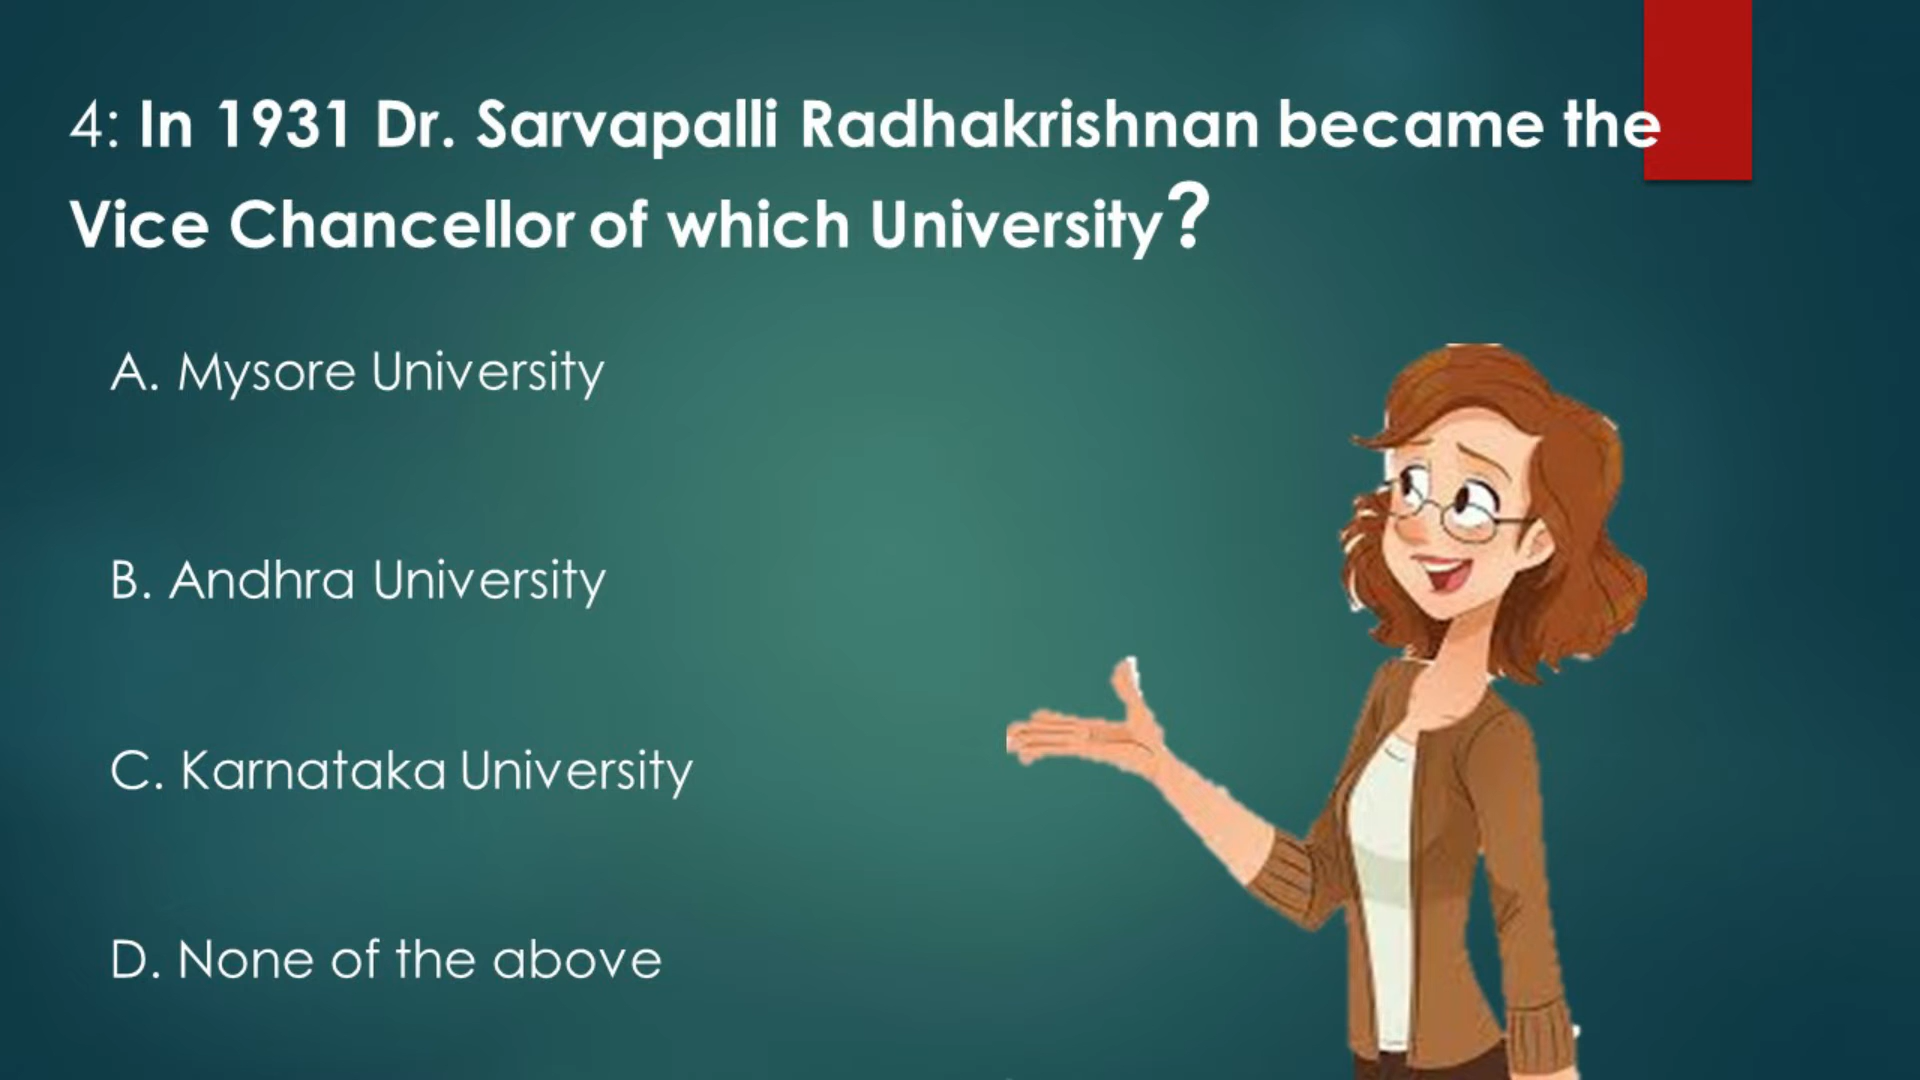 4: In 1931 Dr. Sarvapalli Radhakrishnan became the
Vice Chancellor of which University?
A. Mysore University
B. Andhra University
C. Karnataka University
D. None of the above